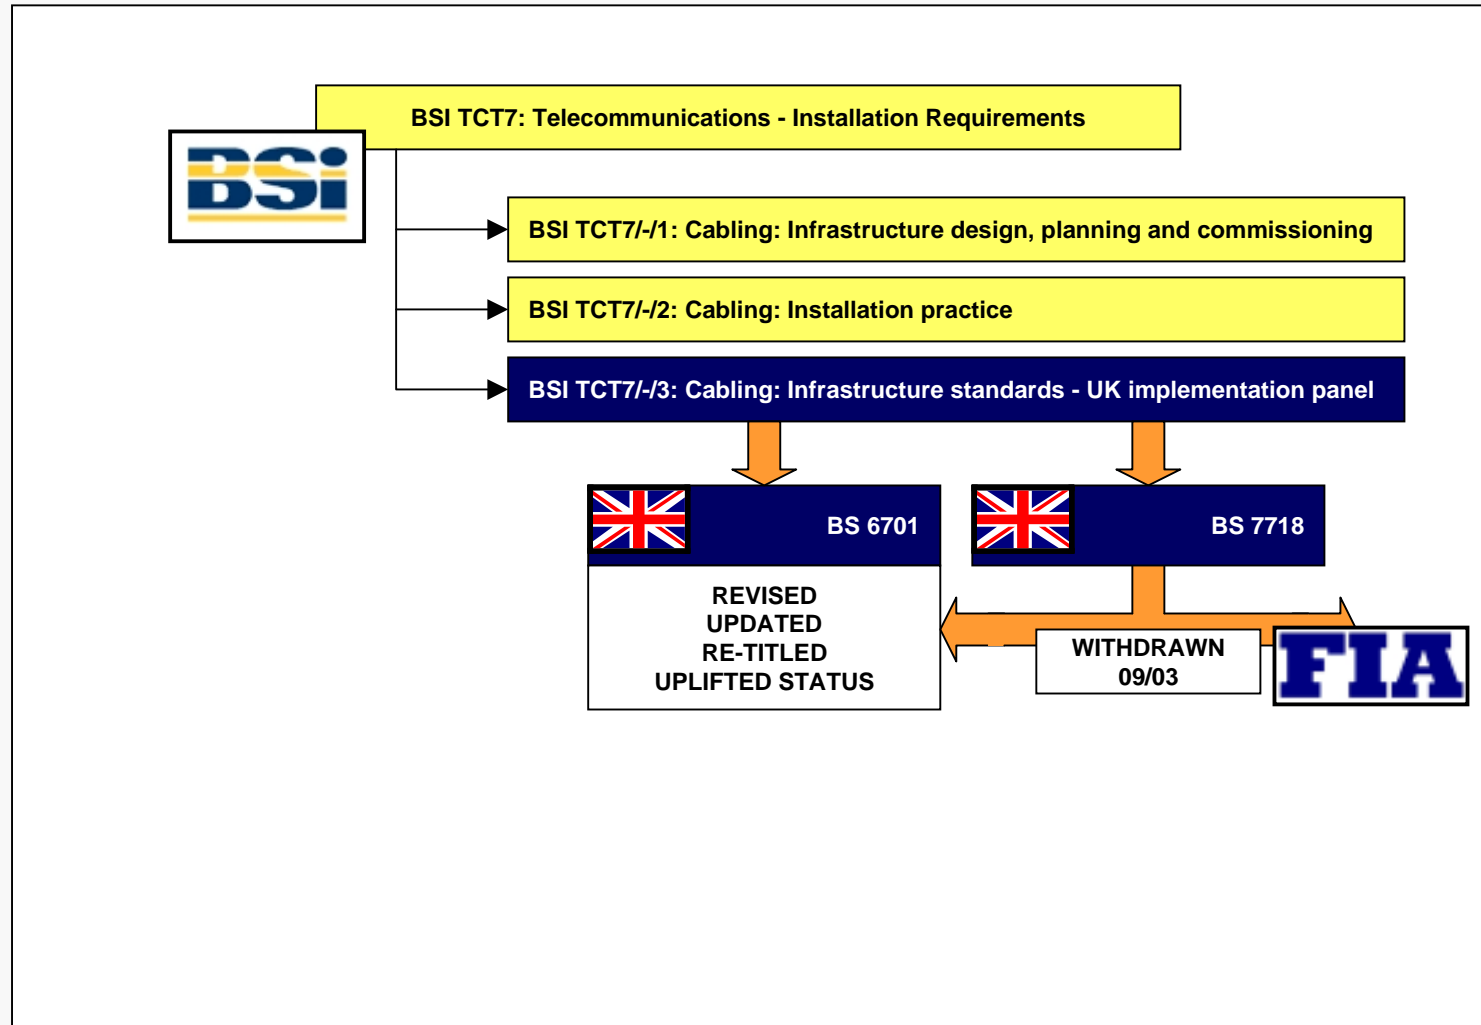 BSI TCT7: Telecommunications - Installation Requirements
BSi
BSI TCT7/-/1: Cabling: Infrastructure design, planning and commissioning
BSI TCT7/-/2: Cabling: Installation practice
BSI TCT7/-/3: Cabling: Infrastructure standards - UK implementation panel
BS 6701
BS 7718
REVISED
UPDATED
RE-TITLED
UPLIFTED STATUS
WITHDRAWN
09/03
FIA